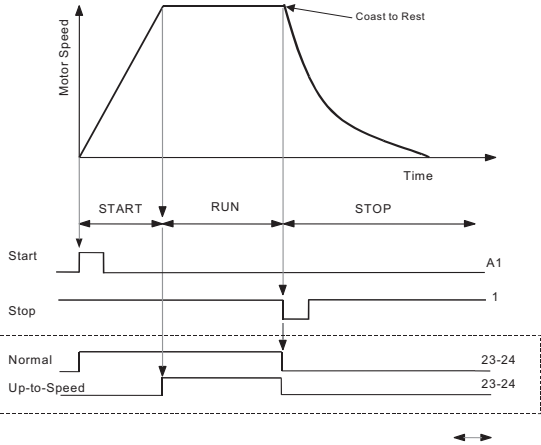 Motor Speed
Coast to Rest
Time
START
RUN
STOP
Start
A1
Stop
1
Normal
23-24
Up-to-Speed
23-24